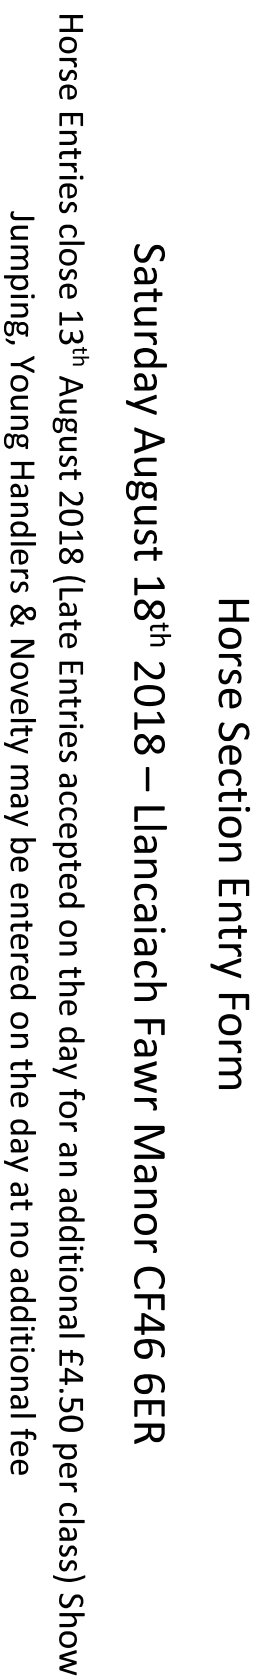 Horse Section Entry Form
Saturday August 18th 2018 – Llancaiach Fawr Manor CF46 6ER
Horse Entries close 13th August 2018 (Late Entries accepted on the day for an additional £4.50 per class) Show
Jumping, Young Handlers & Novelty may be entered on the day at no additional fee